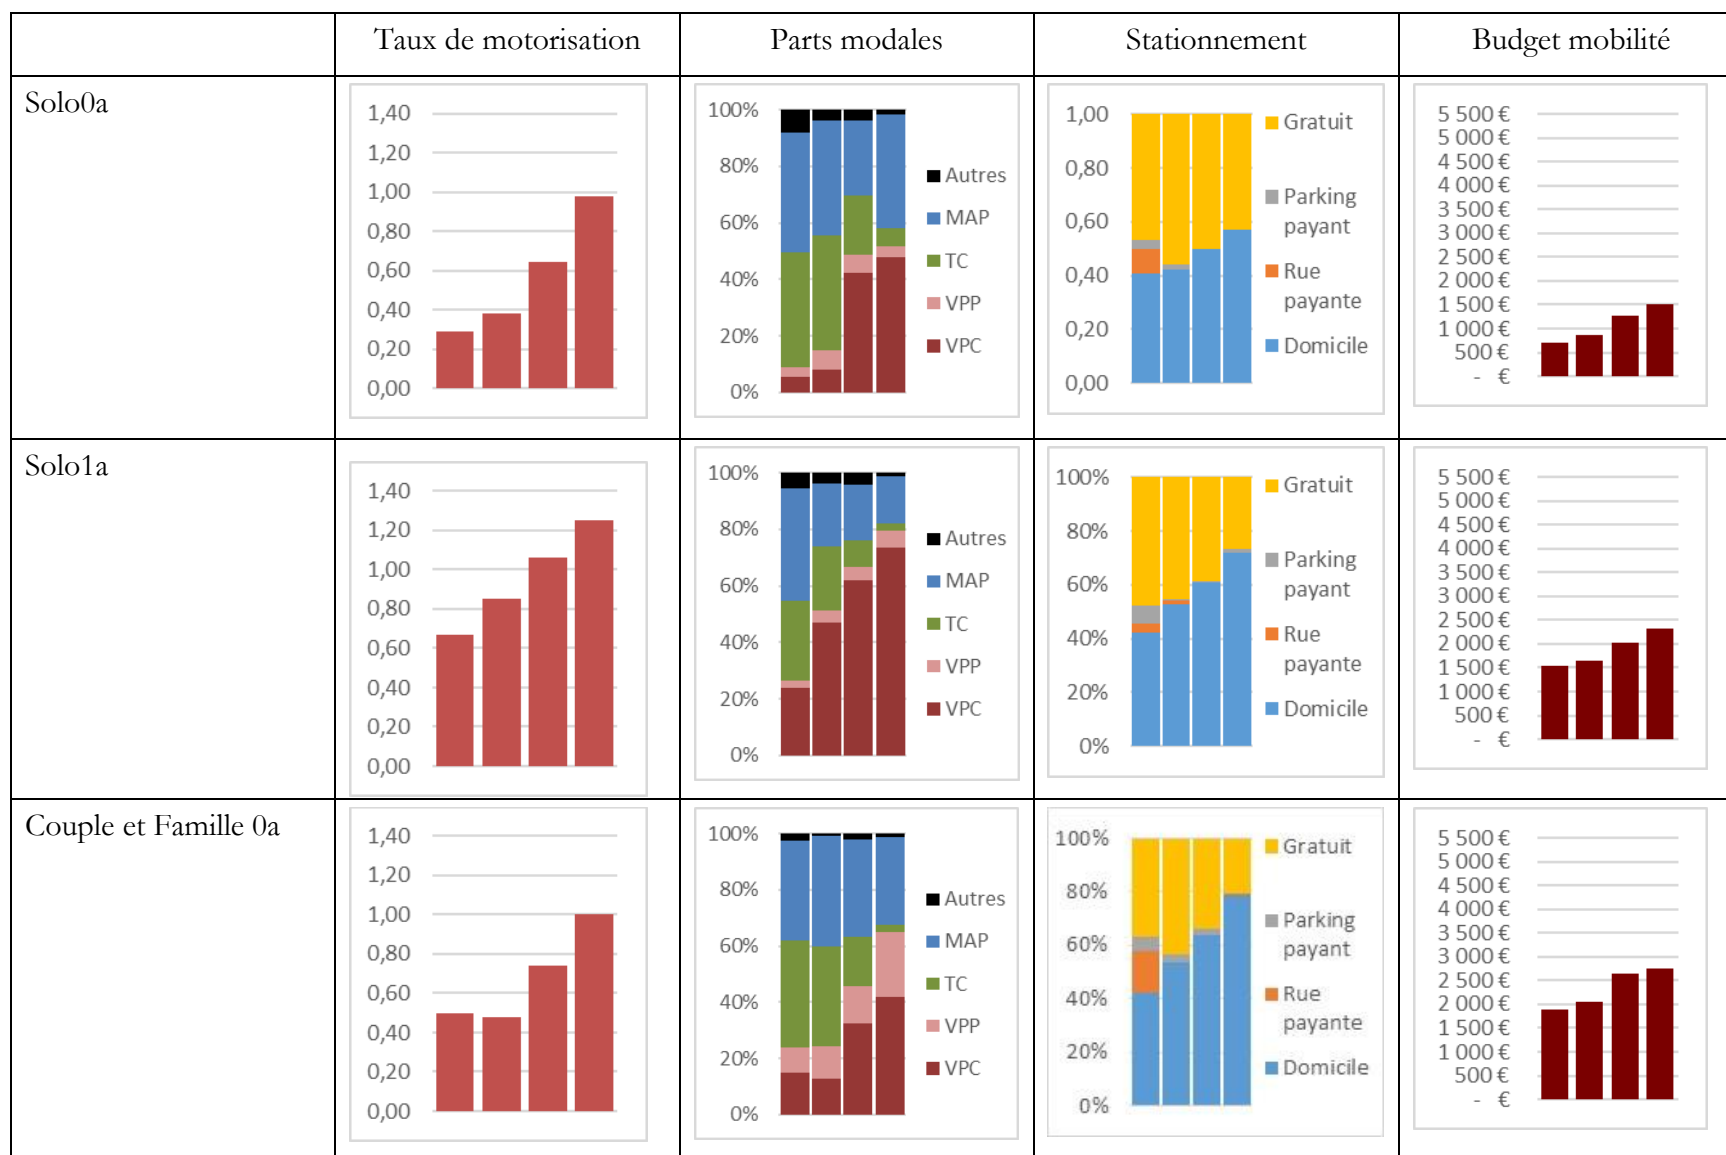 Taux de motorisation
Parts modales
Stationnement
Budget mobilité
Solo0a
1,40
1,20
1,00
0,80
0,60
0,40
0,20
0,00
100%
80%
60%
40%
20%
0%
Autres
MAP
TC
VPP
VPC
1,00
0,80
0,60
0,40
0,20
0,00
Gratuit
Parking
payant
Rue
payante
Domicile
5 500 €
5 000 €
4 500 €
4 000 €
3 500 €
3 000 €
2 500 €
2 000 €
1 500 €
1 000 €
500 €
- €
Solo1a
1,40
1,20
1,00
0,80
0,60
0,40
0,20
0,00
100%
80%
60%
40%
20%
0%
Autres
MAP
TC
VPP
VPC
100%
80%
60%
40%
20%
0%
Gratuit
Parking
payant
Rue
payante
Domicile
5 500 €
5 000 €
4 500 €
4 000 €
3 500 €
3 000 €
2 500 €
2 000 €
1 500 €
1 000 €
500 €
- €
Couple et Famille 0a
1,40
1,20
1,00
0,80
0,60
0,40
0,20
0,00
100%
80%
60%
40%
20%
0%
Autres
MAP
TC
VPP
VPC
100%
80%
60%
40%
20%
0%
Gratuit
Parking
payant
Rue
payante
Domicile
5 500 €
5 000 €
4 500 €
4 000 €
3 500 €
3 000 €
2 500 €
2 000 €
1 500 €
1 000 €
500 €
- €